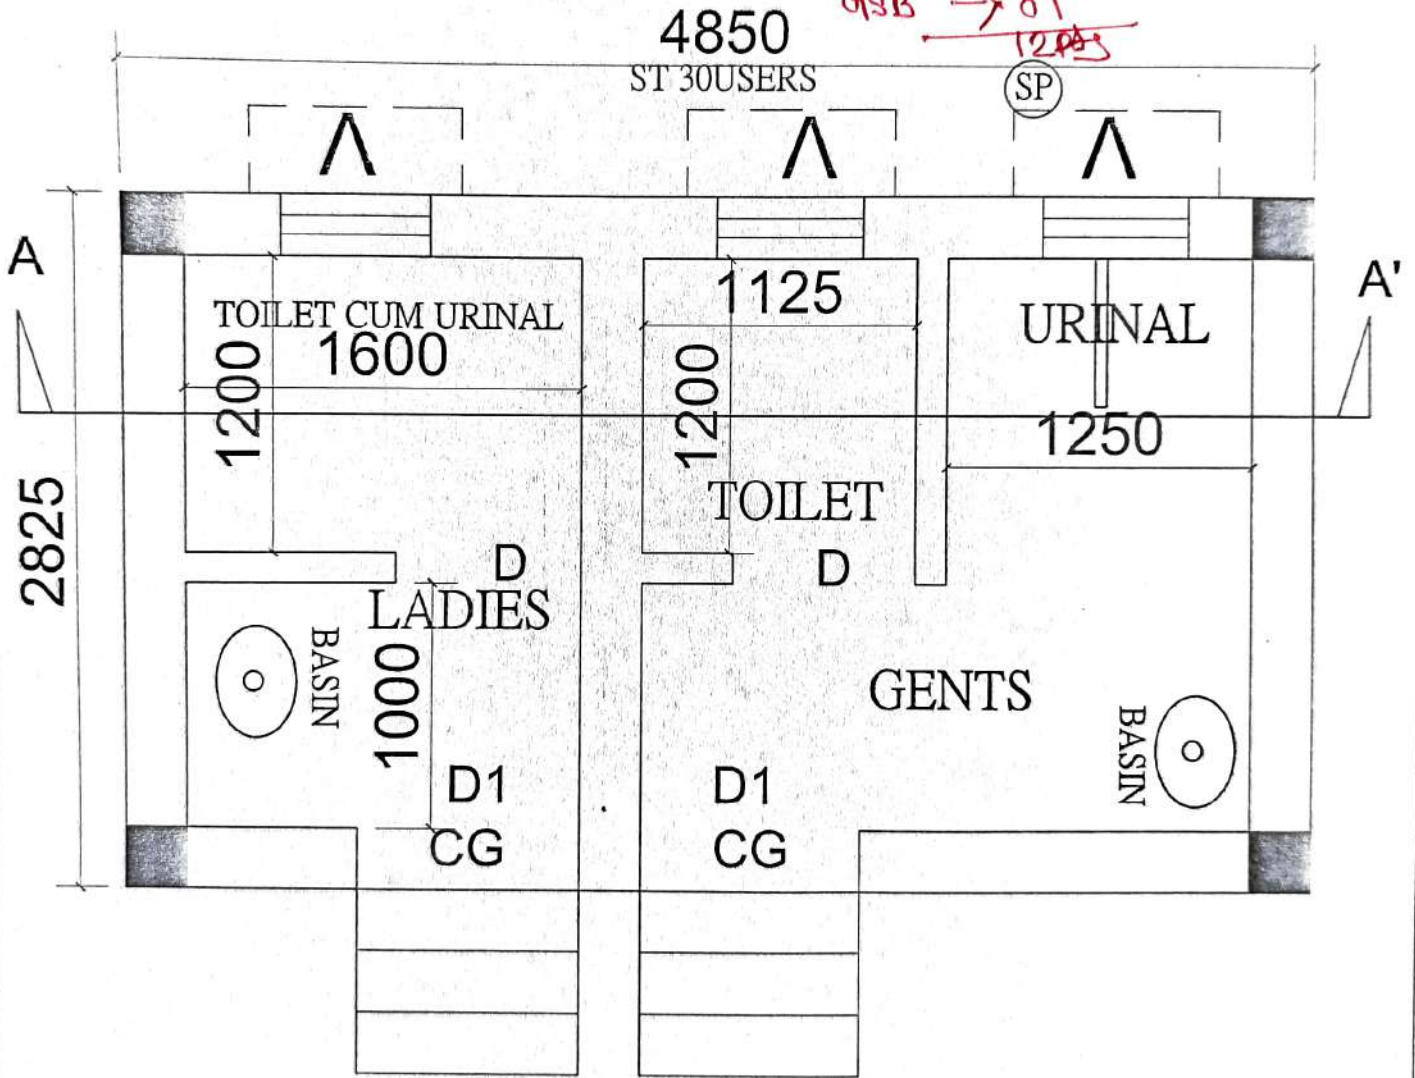 → 01
4850
ST 30USERS
SP
A
A'
TOILET CUM URINAL
1600
1200
1125
1200
URINAL
1250
TOILET
2825
D
D
LADIES
BASIN
1000
GENTS
BASIN
D1
D1
CG
CG